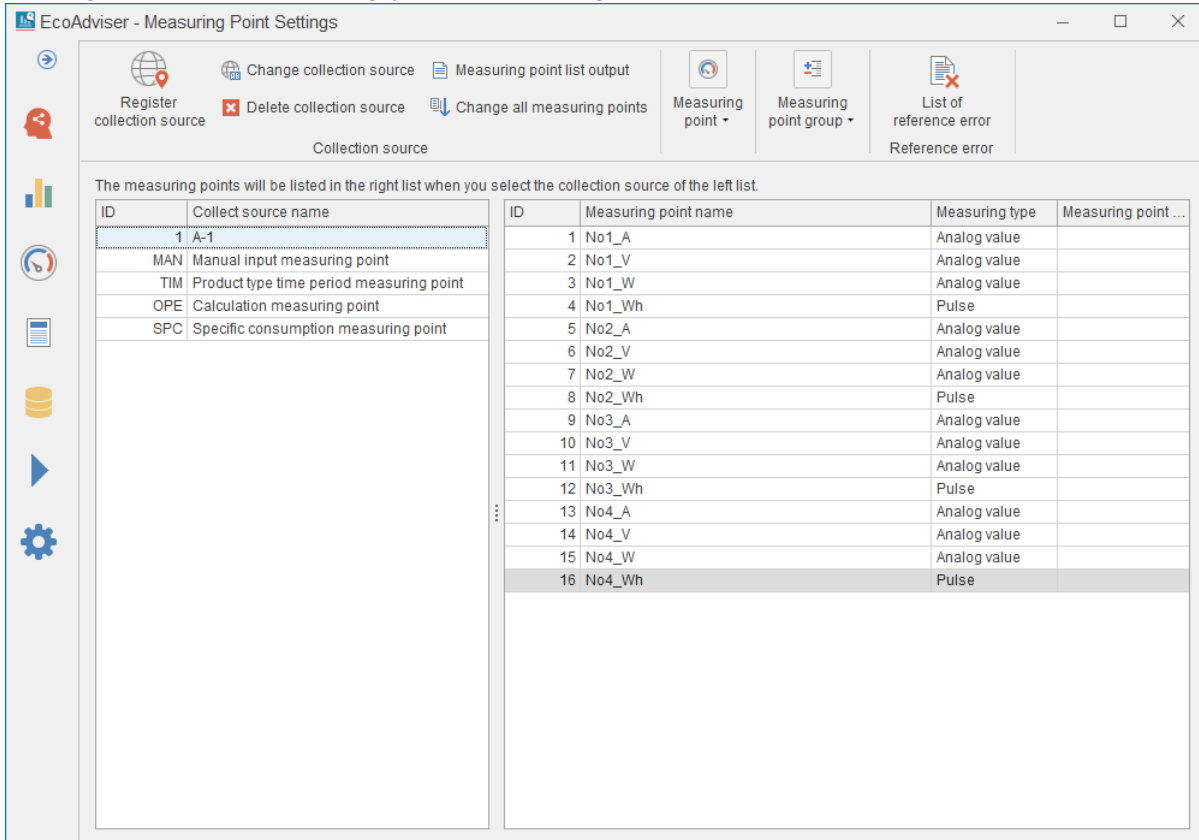 EcoAdviser - Measuring Point Settings
Register collection source
Change collection source
Delete collection source
Measuring point list output
Change all measuring points
Collection source
Measuring point
Measuring point group
List of reference error
Reference error
The measuring points will be listed in the right list when you select the collection source of the left list.
ID Collect source name
1 A-1
MAN Manual input measuring point
TIM Product type time period measuring point
OPE Calculation measuring point
SPC Specific consumption measuring point
ID Measuring point name Measuring type Measuring point ...
1 No1_A Analog value
2 No1_V Analog value
3 No1_W Analog value
4 No1_Wh Pulse
5 No2_A Analog value
6 No2_V Analog value
7 No2_W Analog value
8 No2_Wh Pulse
9 No3_A Analog value
10 No3_V Analog value
11 No3_W Analog value
12 No3_Wh Pulse
13 No4_A Analog value
14 No4_V Analog value
15 No4_W Analog value
16 No4_Wh Pulse